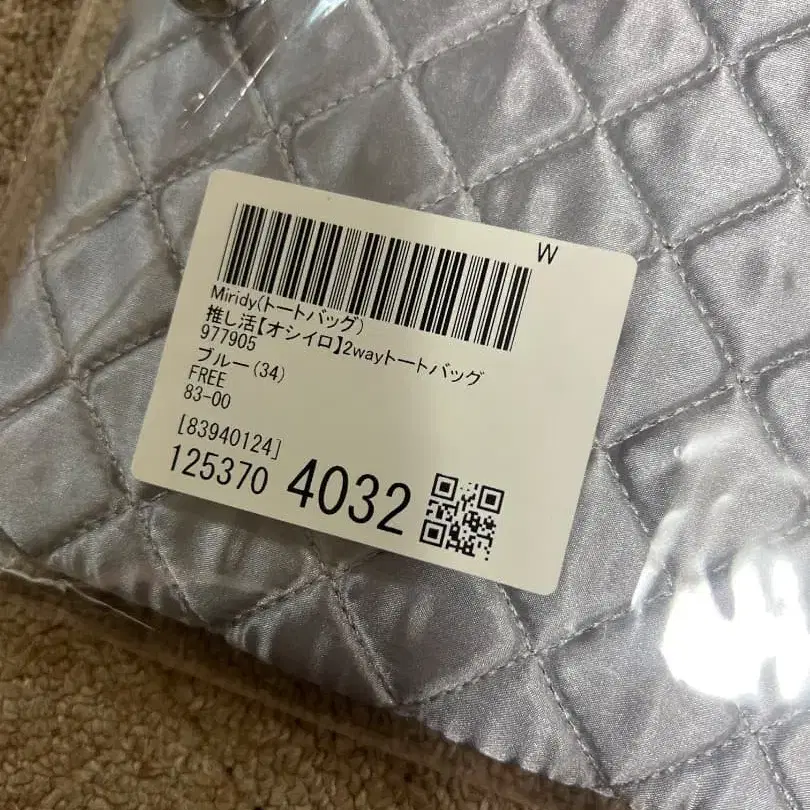 W
Miridy(トートバッグ)
推し活【オシイロ】2wayトートバッグ
977905
ブルー(34)
FREE
83-00
[83940124]
125370 4032